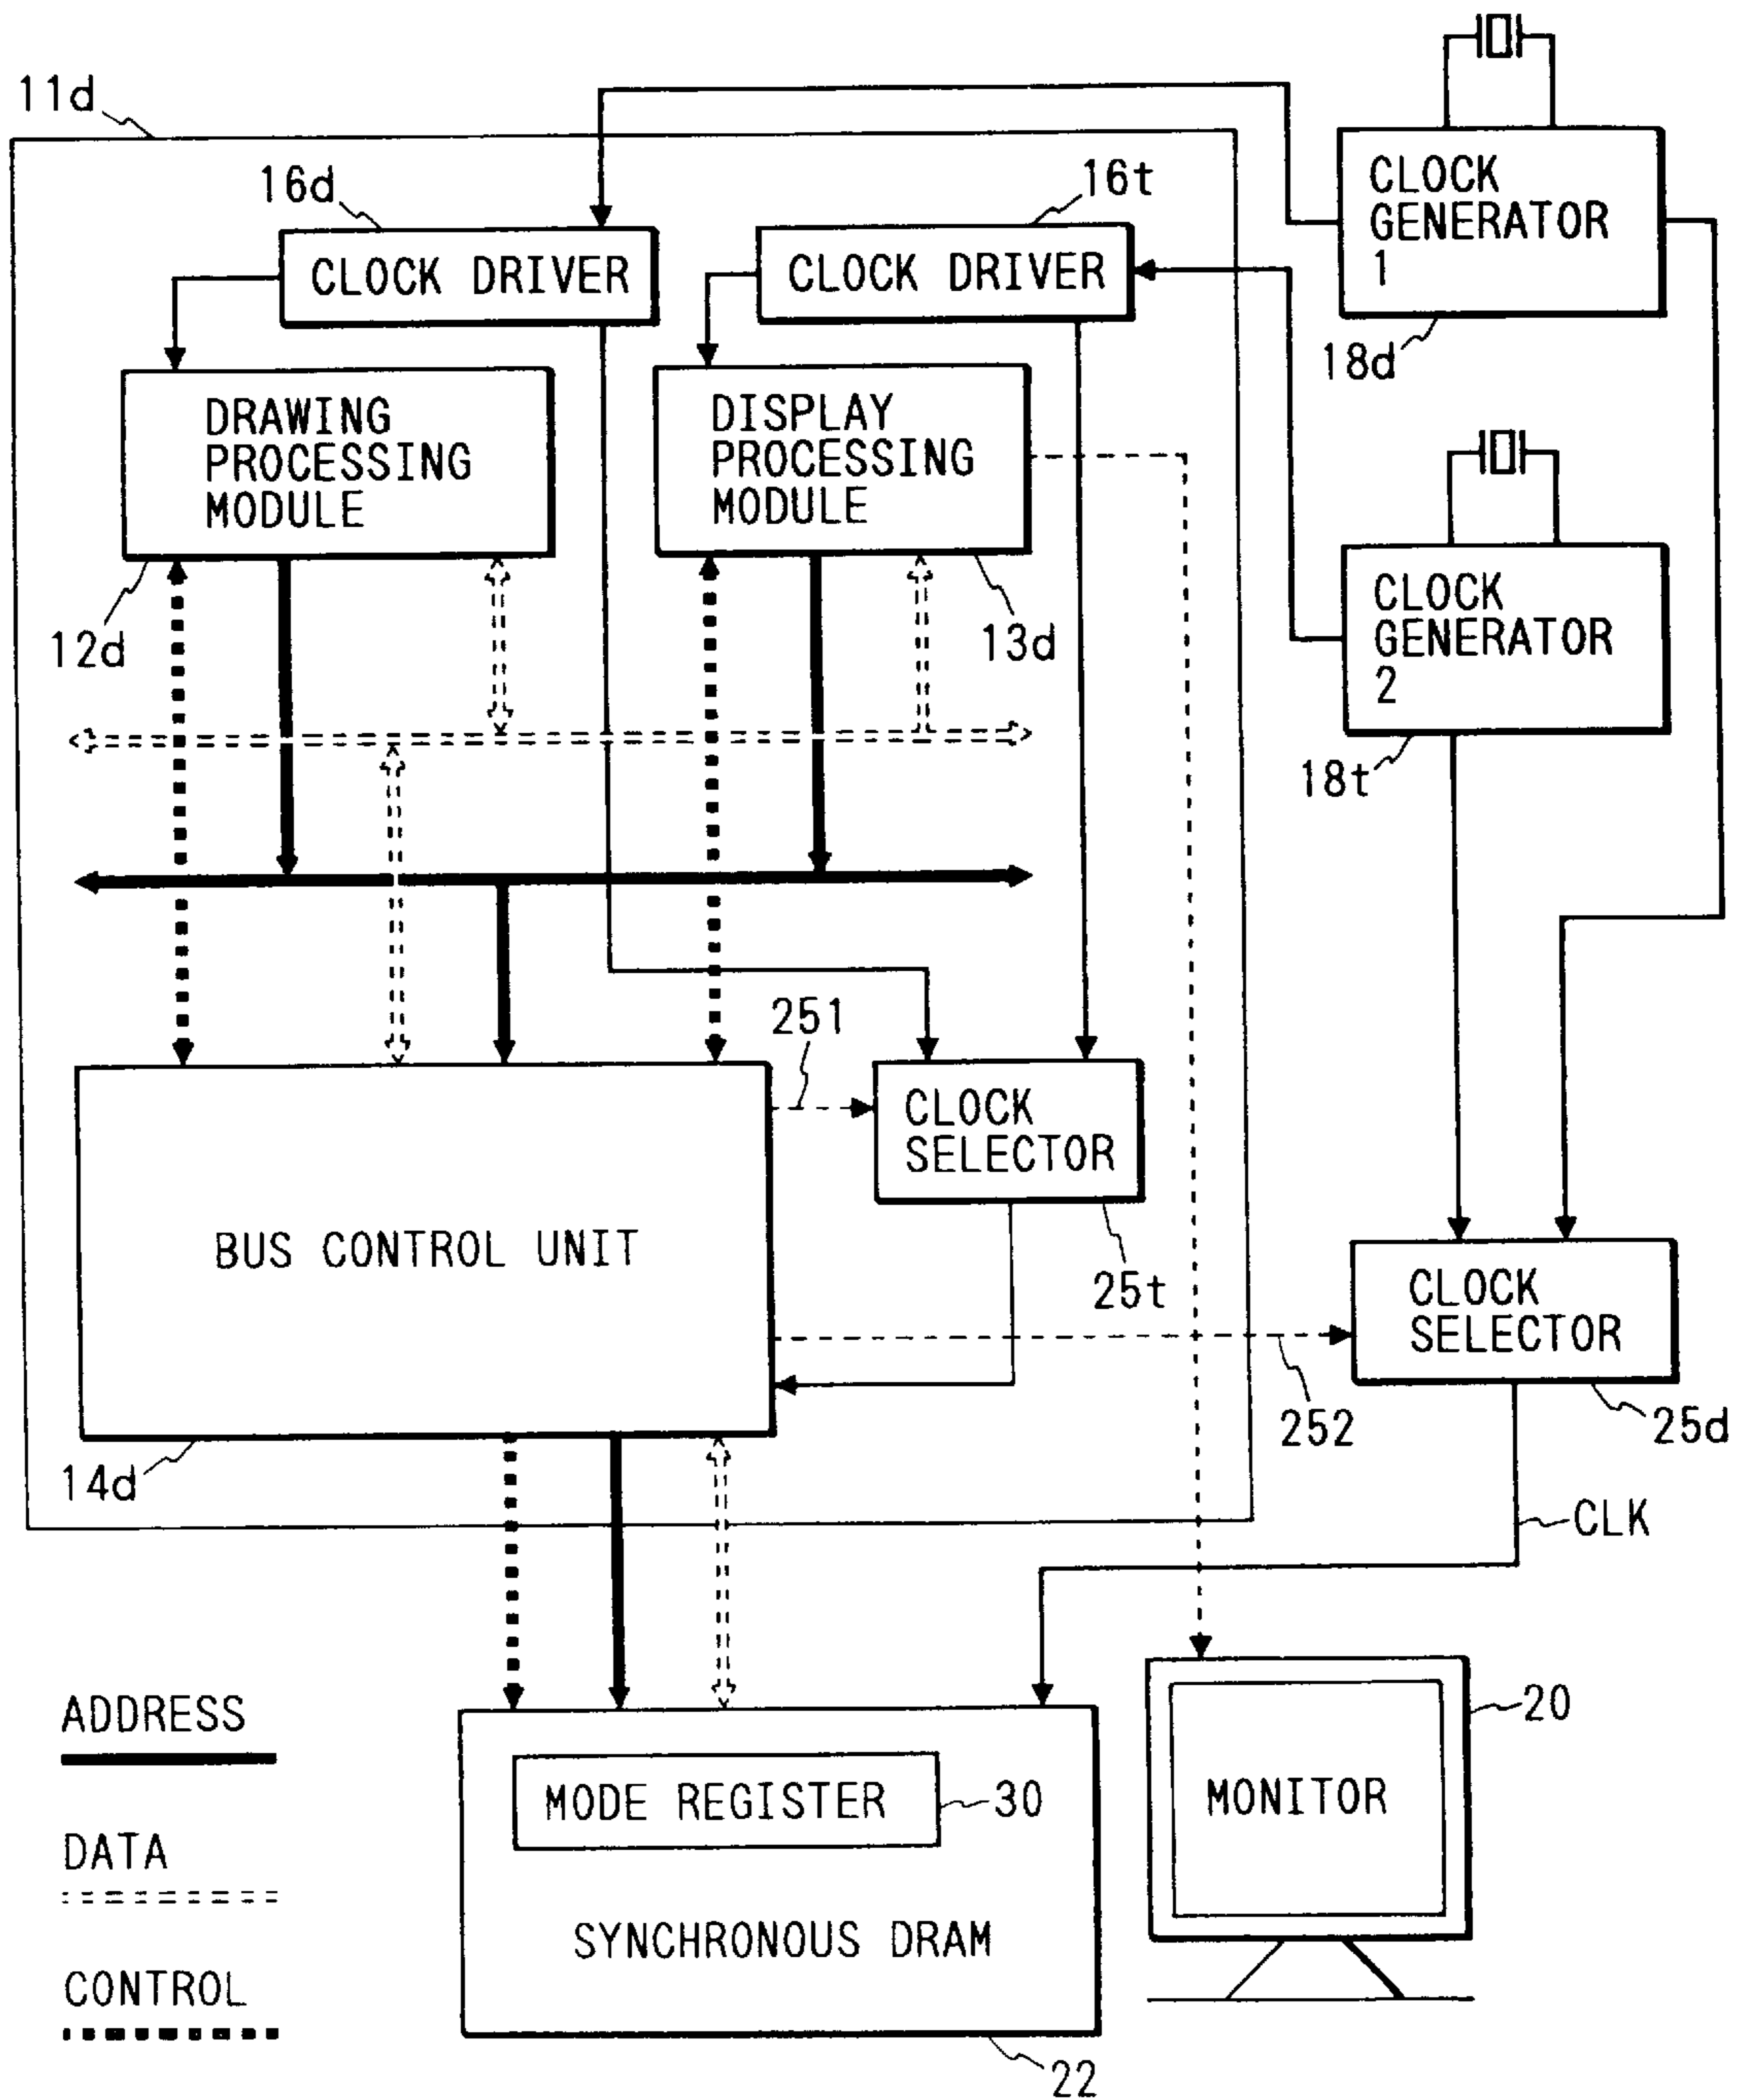 11d
16d
16t
CLOCK
GENERATOR
1
CLOCK DRIVER
CLOCK DRIVER
18d
DRAWING
PROCESSING
MODULE
DISPLAY
PROCESSING
MODULE
12d
13d
CLOCK
GENERATOR
2
18t
251
CLOCK
SELECTOR
25t
BUS CONTROL UNIT
CLOCK
SELECTOR
252
25d
14d
CLK
ADDRESS
DATA
CONTROL
MODE REGISTER
30
SYNCHRONOUS DRAM
22
MONITOR
20